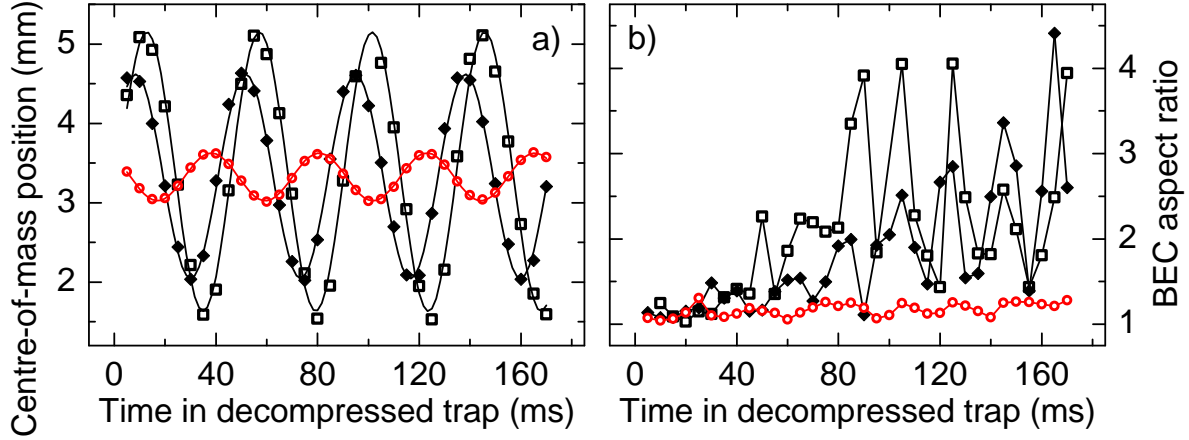 Centre-of-mass position (mm)
5
4
3
2
a)
0 40 80 120 160
Time in decompressed trap (ms)
b)
4
3
2
1
BEC aspect ratio
0 40 80 120 160
Time in decompressed trap (ms)